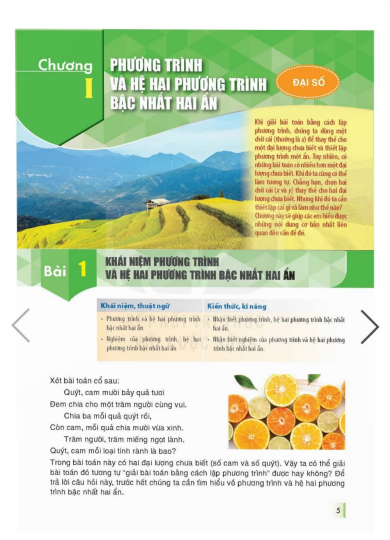 Chương
I
PHƯƠNG TRÌNH
VÀ HỆ HAI PHƯƠNG TRÌNH
BẬC NHẤT HAI ẨN
ĐẠI SỐ
Khi giải bài toán bằng cách lập
phương trình, chúng ta dùng một
chữ cái (thường là x) để thay thế cho
một đại lượng chưa biết và thiết lập
phương trình một ẩn. Tuy nhiên, có
những bài toán có nhiều hơn một đại
lượng chưa biết. Khi đó ta cũng có thể
làm tương tự. Chẳng hạn, chọn hai
chữ cái (x và y) thay thế cho hai đại
lượng chưa biết. Nhưng khi đó ta cần
thiết lập cái gì và làm như thế nào?
Chương này sẽ giúp các em hiểu được
những nội dung cơ bản nhất liên
quan đến vấn đề đó.
Bài 1
KHÁI NIỆM PHƯƠNG TRÌNH
VÀ HỆ HAI PHƯƠNG TRÌNH BẬC NHẤT HAI ẨN
Khái niệm, thuật ngữ
• Phương trình và hệ hai phương trình
bậc nhất hai ẩn
• Nghiệm của phương trình, hệ hai
phương trình bậc nhất hai ẩn
Kiến thức, kĩ năng
• Nhận biết phương trình, hệ hai phương trình bậc nhất
hai ẩn.
• Nhận biết nghiệm của phương trình và hệ hai phương
trình bậc nhất hai ẩn.
Xét bài toán cổ sau:
Quýt, cam mười bảy quả tươi
Đem chia cho một trăm người cùng vui.
Chia ba mỗi quả quýt rồi,
Còn cam, mỗi quả chia mười vừa xinh.
Trăm người, trăm miếng ngọt lành.
Quýt, cam mỗi loại tính rành là bao?
Trong bài toán này có hai đại lượng chưa biết (số cam và số quýt). Vậy ta có thể giải
bài toán đó tương tự "giải bài toán bằng cách lập phương trình" được hay không? Để
trả lời câu hỏi này, trước hết chúng ta cần tìm hiểu về phương trình và hệ hai phương
trình bậc nhất hai ẩn.
5